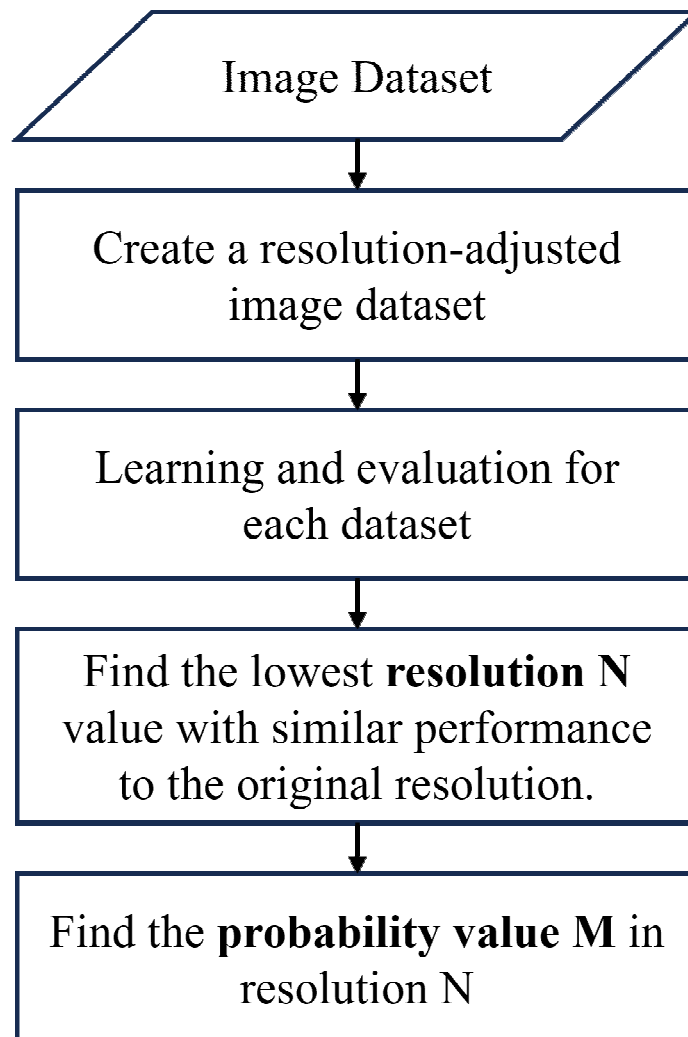 Image Dataset
Create a resolution-adjusted
image dataset
Learning and evaluation for
each dataset
Find the lowest resolution N
value with similar performance
to the original resolution.
Find the probability value M in
resolution N